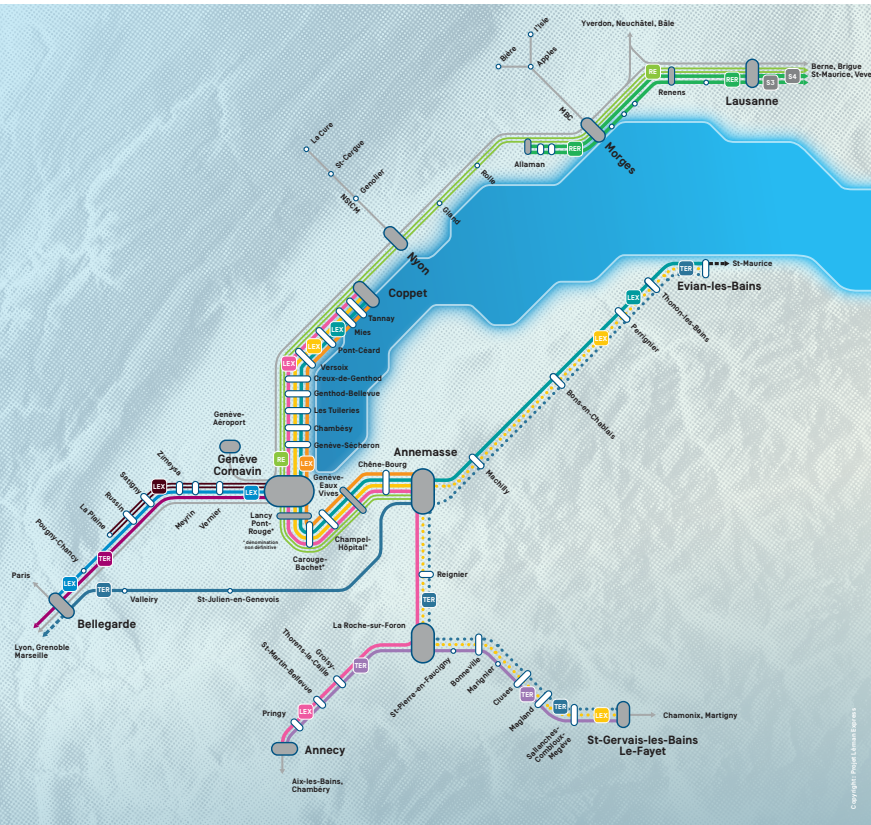 l'Isle
Yverdon, Neuchâtel, Bâle
Bière
Apples
RE
Berne, Brigue
St-Maurice, Veve
RER
S3
S4
Renens
Lausanne
MBC
La Cure
St-Cergue
Genolier
NStCM
Allaman
RER
Morges
Rolle
Gland
Nyon
Coppet
TER
St-Maurice
Evian-les-Bains
LEX
Thonon-les-Bains
Perrignier
LEX
Tannay
LEX
Mies
LEX
Pont-Céard
LEX
Versoix
Creux-de-Genthod
Genthod-Bellevue
Les Tuileries
Chambésy
Genève-Sécheron
Bons-en-Chablais
Genève-
Aéroport
Genève
Cornavin
RE
LEX
Annemasse
Chêne-Bourg
Genève-
Eaux
Vives
Machilly
Zimeysa
Satigny
Russin
La Plaine
LEX
LEX
Meyrin
Vernier
Lancy
Pont-
Rouge*
* dénomination
non définitive
Champel-
Hôpital*
Carouge-
Bachet*
Pougny-Chancy
TER
LEX
TER
Paris
Valleiry
St-Julien-en-Genevois
Bellegarde
Lyon, Grenoble
Marseille
Reignier
TER
La Roche-sur-Foron
Groisy-
Thorens-la-Caille
St-Martin-Bellevue
TER
Pringy
LEX
Annecy
Aix-les-Bains,
Chambéry
St-Pierre-en-Faucigny
Bonneville
Marignier
Cluses
TER
Magland
TER
Sallanches-
Combloux-
Megève
LEX
Chamonix, Martigny
St-Gervais-les-Bains
Le-Fayet
Copyright: Projet Léman Express